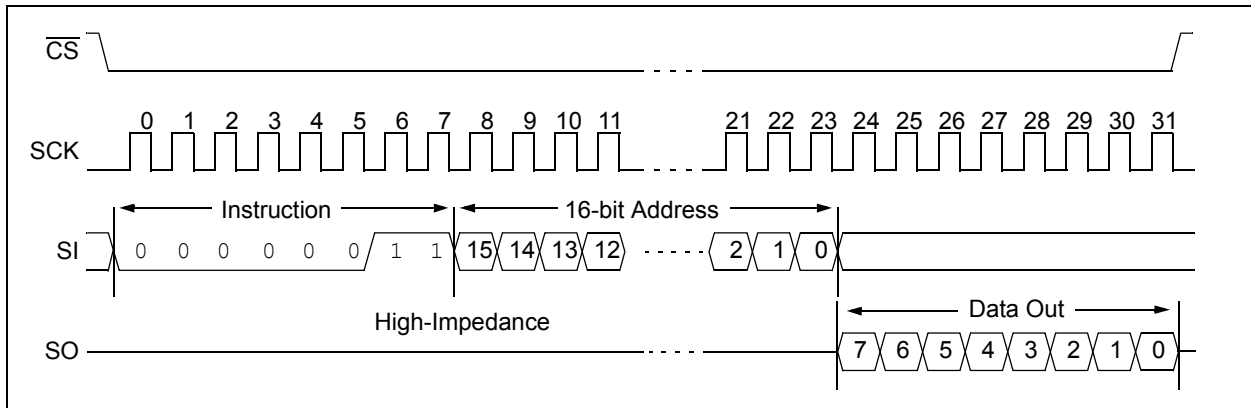 CS
0 1 2 3 4 5 6 7 8 9 10 11 21 22 23 24 25 26 27 28 29 30 31
SCK
Instruction 16-bit Address
SI 0 0 0 0 0 0 1 1 15 14 13 12 2 1 0
Data Out
High-Impedance
SO 7 6 5 4 3 2 1 0